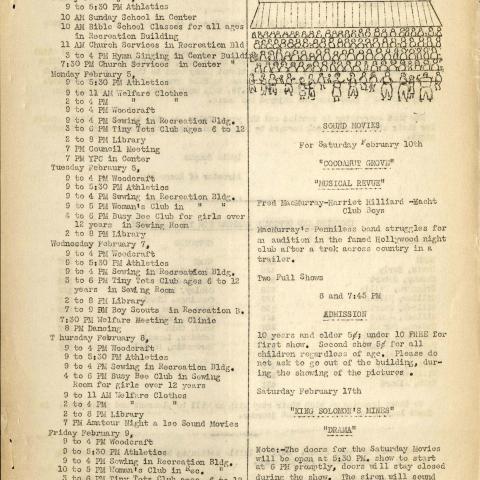 9 to 5:30 PM Athletics
10 AM Sunday School in Center
10 AM Bible School Classes for all ages
in Recreation Building
11 AM Church Services in Recreation Bld
3 to 4 PM Hymn Singing in Center Buildin
7:30 PM Church Services in Center "
Monday February 5,
9 to 5:30 PM Athletics
9 to 11 AM Welfare Clothes
2 to 4 PM " "
9 to 4 PM Woodcraft
9 to 4 PM Sewing in Recreation Bldg.
3 to 6 PM Tiny Tots Club ages 6 to 12
2 to 8 PM Library
7 PM Council Meeting
7 PM YPC in Center
Tuesday February 6,
9 to 4 PM Woodcraft
9 to 5:30 PM Athletics
9 to 4 PM Sewing in Recreation Bldg.
9 to 5 PM Woman's Club in " "
4 to 6 PM Busy Bee Club for girls over
12 years in Sewing Room
2 to 8 PM Library
Wednesday February 7,
9 to 4 PM Woodcraft
9 to 5:30 PM Athletics
9 to 4 PM Sewing in Recreation Bldg.
3 to 6 PM Tiny Tots Club ages 6 to 12
years in Sewing Room
2 to 8 PM Library
7 to 9 PM Boy Scouts in Recreation B.
7:30 PM Welfare Meeting in Clinic
8 PM Dancing
Thursday February 8,
9 to 4 PM Woodcraft
9 to 5:30 PM Athletics
9 to 4 PM Sewing in Recreation Bldg.
4 to 6 PM Busy Bee Club in Sewing
Room for girls over 12 years
9 to 11 AM Welfare Clothes
2 to 4 PM " "
2 to 8 PM Library
7 PM Amateur Night also Sound Movies
Friday February 9,
9 to 4 PM Woodcraft
9 to 5:30 PM Athletics
9 to 4 PM Sewing in Recreation Bldg.
10 to 5 PM Woman's Club in "
3 to 6 PM Tiny Tots Club ages 6 to 12
SOUND MOVIES
For Saturday February 10th
"COCOANUT GROVE"
"MUSICAL REVUE"
Fred MacMurray-Harriet Hilliard -Yacht
Club Boys
MacMurray's Penniless band struggles for
an audition in the famed Hollywood night
club after a trek across country in a
trailer.
Two Full Shows
6 and 7:45 PM
ADMISSION
10 years and older 5¢; under 10 FREE for
first show. Second show 5¢ for all
children regardless of age. Please do
not ask to go out of the building, dur-
ing the showing of the pictures .
Saturday February 17th
"KING SOLOMON'S MINES"
"DRAMA"
Note:-The doors for the Saturday Movies
will be open at 5:30 PM. show to start
at 6 PM promptly, doors will stay closed
during the show. The siren will sound